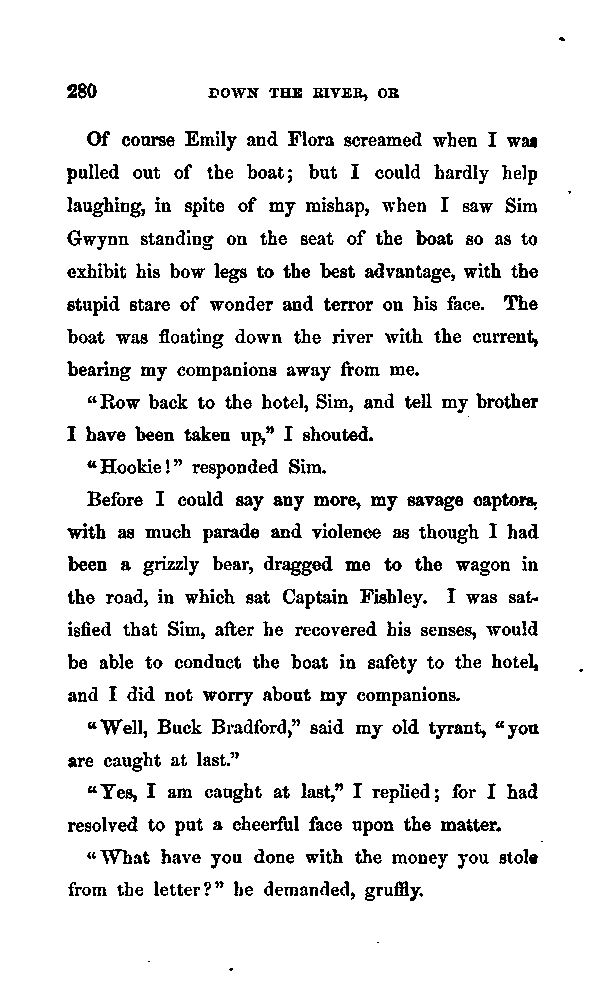 280 DOWN THE RIVER, OR
Of course Emily and Flora screamed when I was
pulled out of the boat; but I could hardly help
laughing, in spite of my mishap, when I saw Sim
Gwynn standing on the seat of the boat so as to
exhibit his bow legs to the best advantage, with the
stupid stare of wonder and terror on his face. The
boat was floating down the river with the current,
bearing my companions away from me.
"Row back to the hotel, Sim, and tell my brother
I have been taken up," I shouted.
"Hookie!" responded Sim.
Before I could say any more, my savage captors,
with as much parade and violence as though I had
been a grizzly bear, dragged me to the wagon in
the road, in which sat Captain Fishley. I was sat-
isfied that Sim, after he recovered his senses, would
be able to conduct the boat in safety to the hotel,
and I did not worry about my companions.
"Well, Buck Bradford," said my old tyrant, "you
are caught at last."
"Yes, I am caught at last," I replied; for I had
resolved to put a cheerful face upon the matter.
"What have you done with the money you stole
from the letter?" he demanded, gruffly.